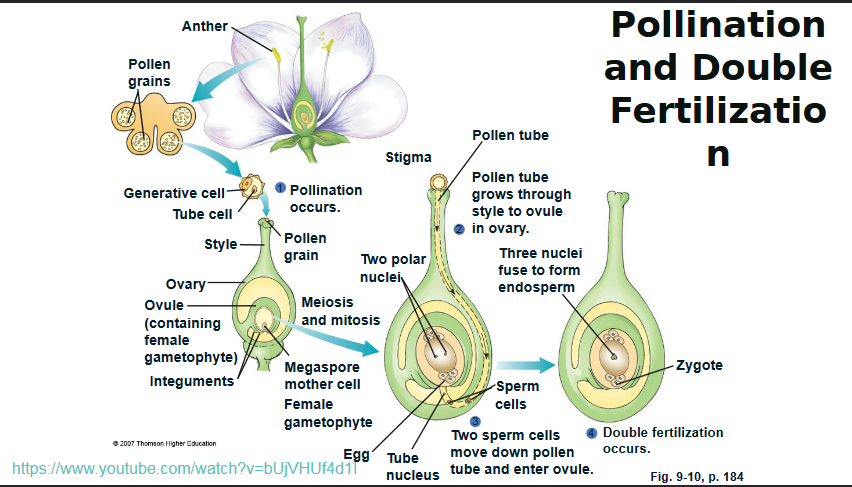 Pollination
and Double
Fertilizatio
n
Anther
Pollen
grains
Generative cell
Tube cell
1 Pollination
occurs.
Style
Pollen
grain
Ovary
Ovule
(containing
female
gametophyte)
Integuments
Meiosis
and mitosis
Megaspore
mother cell
Female
gametophyte
Stigma
Pollen tube
Pollen tube
grows through
style to ovule
2 in ovary.
Two polar
nuclei
Three nuclei
fuse to form
endosperm
Zygote
Sperm
cells
3
Two sperm cells
move down pollen
tube and enter ovule.
Egg
Tube
nucleus
4 Double fertilization
occurs.
© 2007 Thomson Higher Education
https://www.youtube.com/watch?v=bUjVHUf4d1I
Fig. 9-10, p. 184